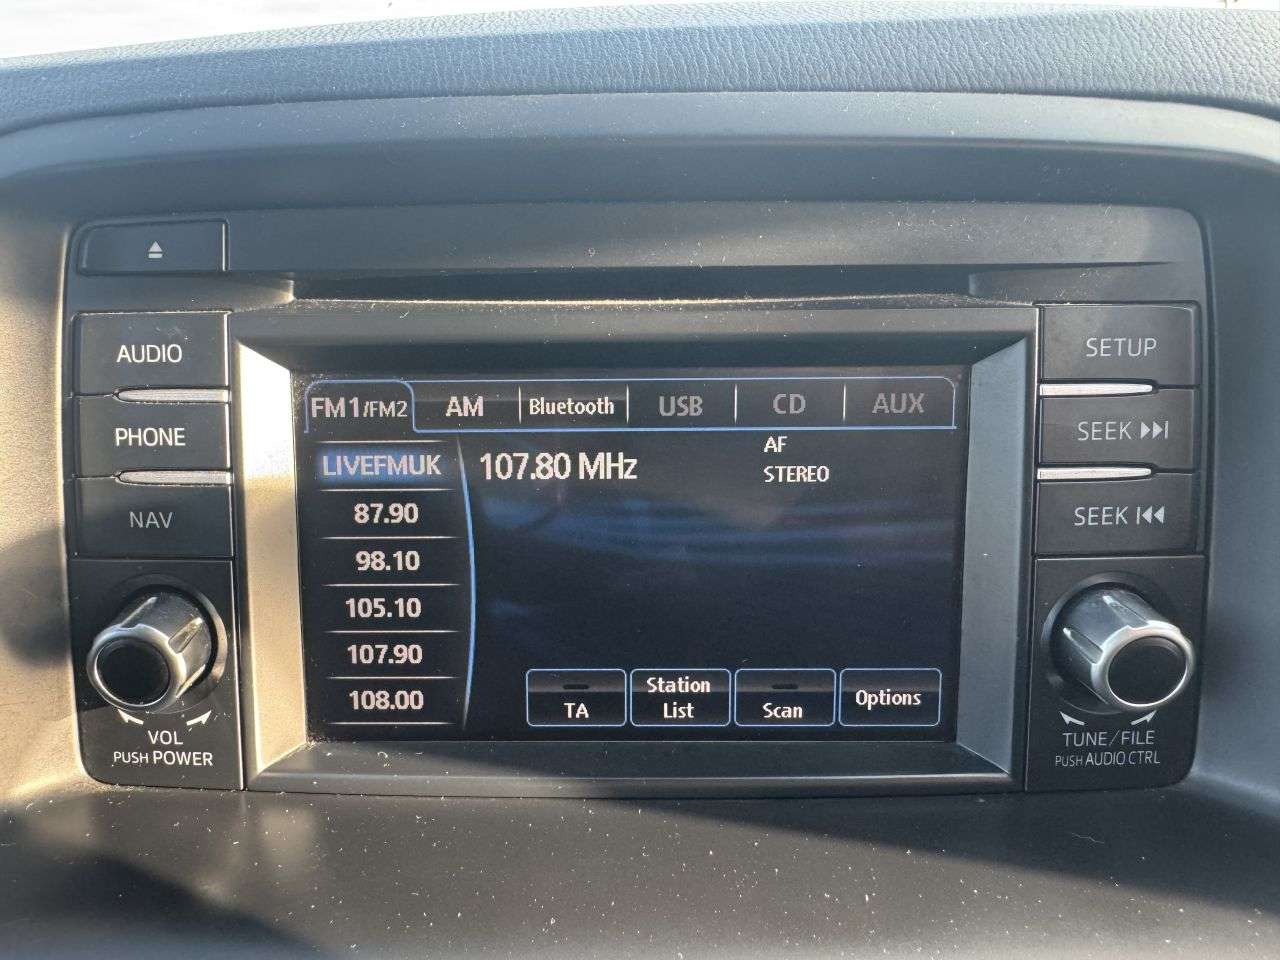 AUDIO
PHONE
NAV
VOL
PUSH POWER
FM1/FM2 AM Bluetooth USB CD AUX
LIVEFMUK 107.80 MHz AF
STEREO
87.90
98.10
105.10
107.90
108.00
TA Station List Scan Options
SETUP
SEEK
SEEK
TUNE/FILE
PUSH AUDIO CTRL